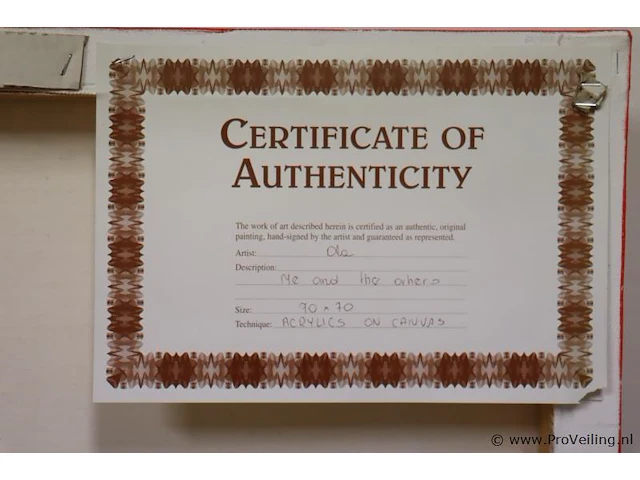 CERTIFICATE OF
AUTHENTICITY
The work of art described herein is certified as an authentic, original
painting, hand-signed by the artist and guaranteed as represented.
Artist: Ola
Description:
Me and the others
Size: 70 x 70
Technique: ACRYLICS ON CANVAS
© www.ProVeiling.nl